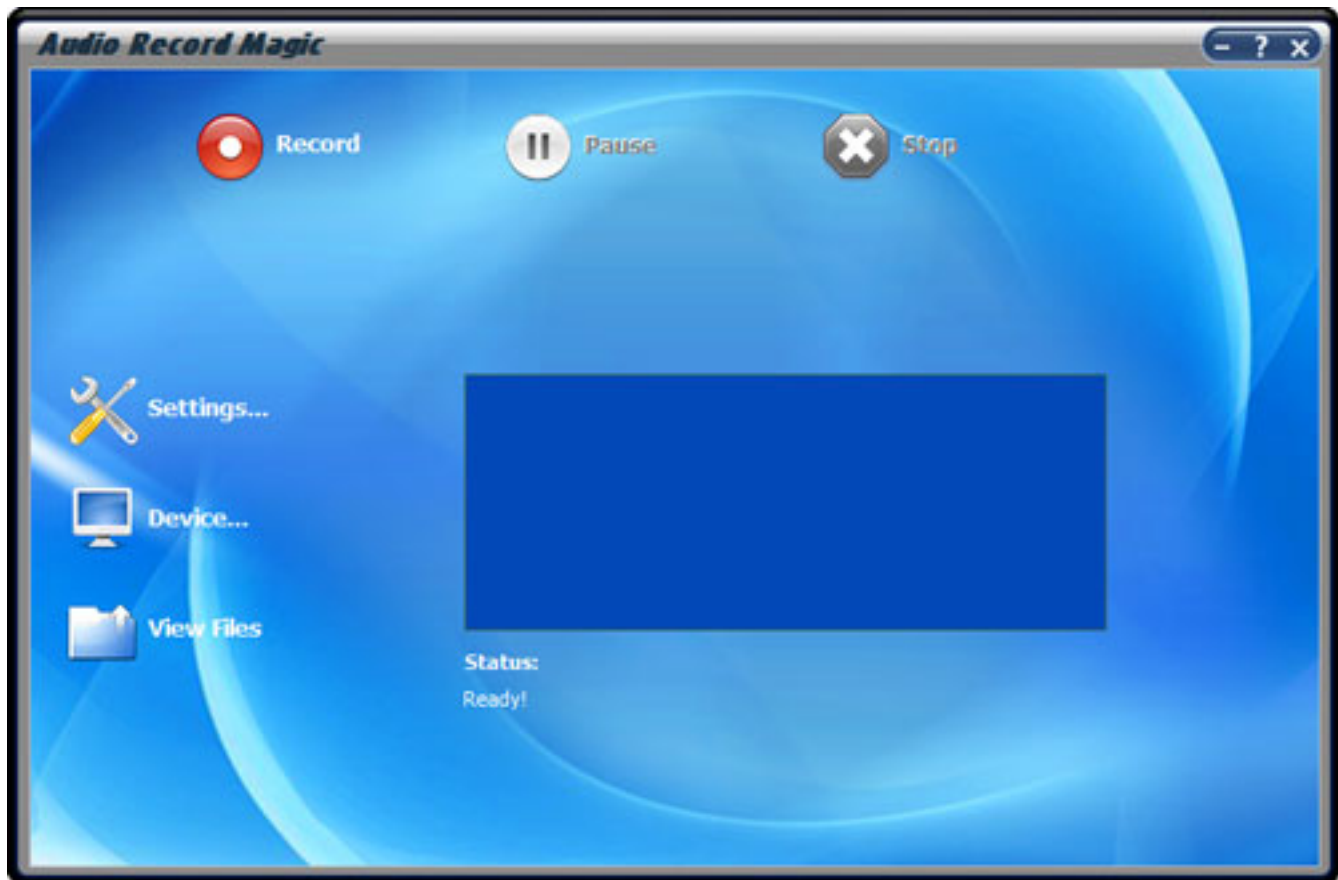 Audio Record Magic
- ? x
Record
Pause
Stop
Settings...
Device...
View Files
Status:
Ready!